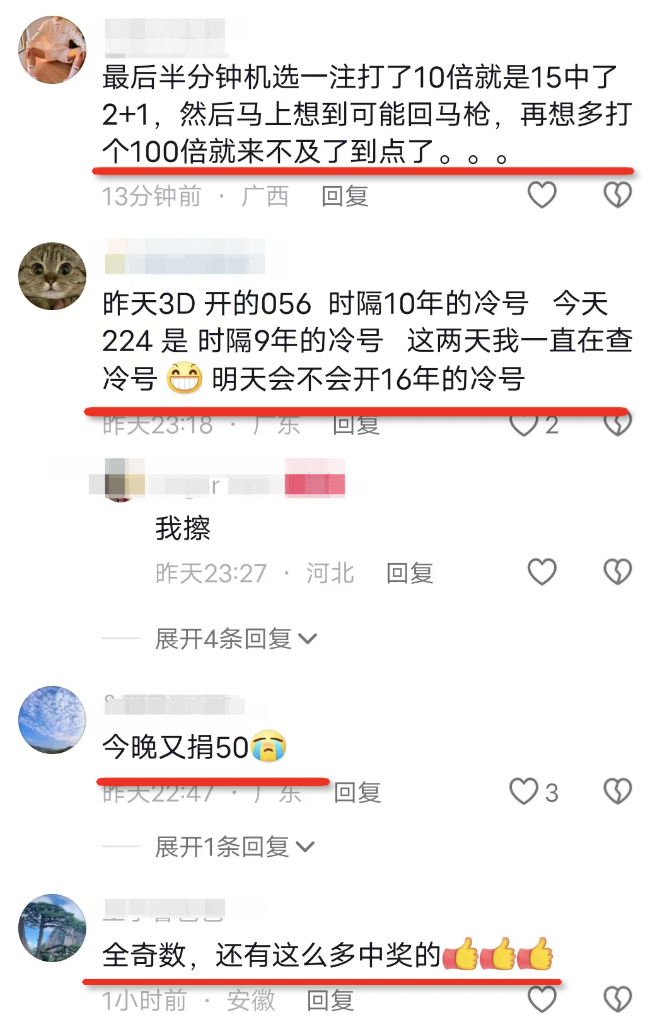 最后半分钟机选一注打了10倍就是15中了
2+1，然后马上想到可能回马枪，再想多打
个100倍就来不及了到点了。。。
13分钟前 · 广西 回复
昨天3D 开的056 时隔10年的冷号 今天
224 是 时隔9年的冷号 这两天我一直在查
冷号😁明天会不会开16年的冷号
昨天23:18 · 广东 回复 2
我擦
昨天23:27 · 河北 回复
展开4条回复
今晚又捐50😭
昨天22:47 · 广东 回复 3
展开1条回复
全奇数，还有这么多中奖的👍👍👍
1小时前 · 安徽 回复